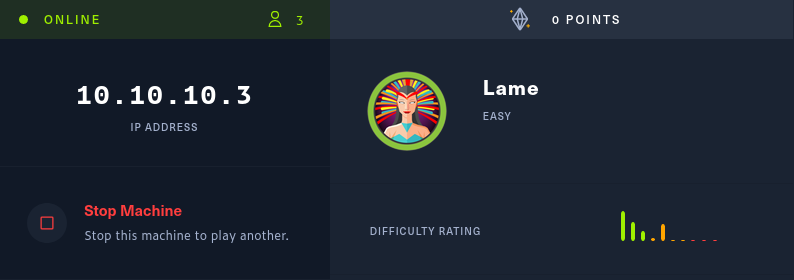 ONLINE
3
0 POINTS
10.10.10.3
IP ADDRESS
Lame
EASY
Stop Machine
Stop this machine to play another.
DIFFICULTY RATING